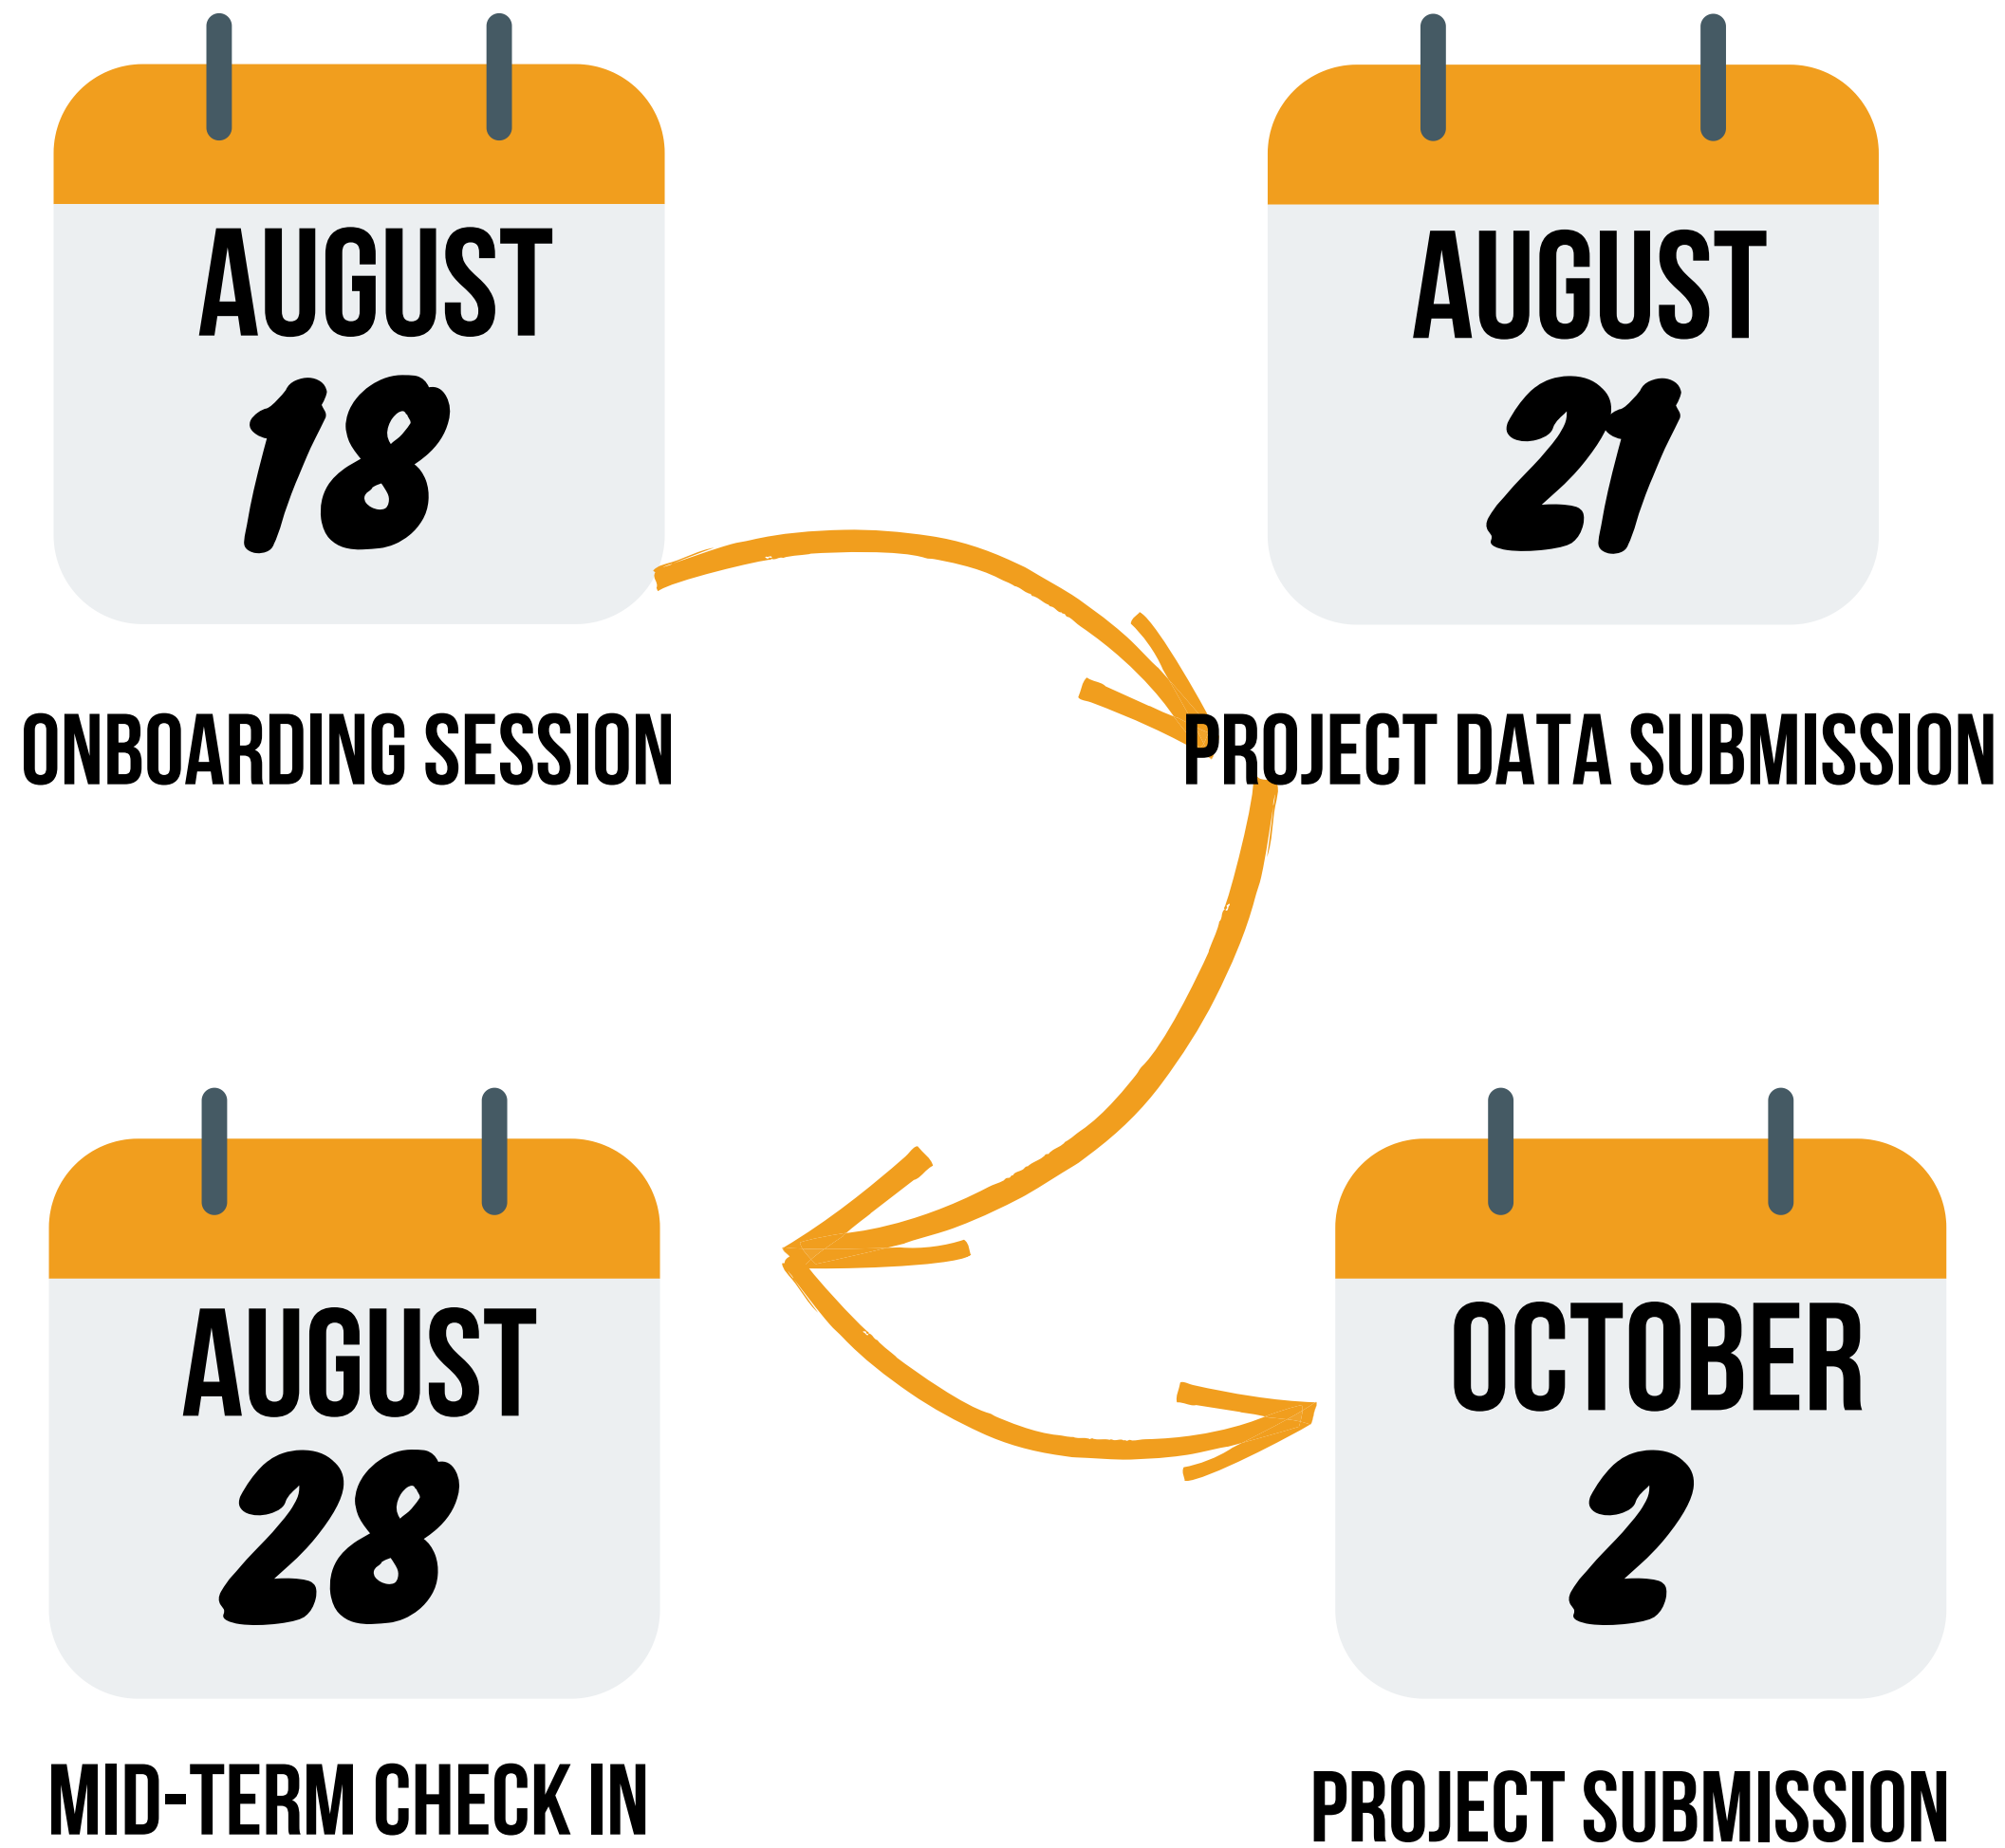 AUGUST
18
ONBOARDING SESSION
AUGUST
21
PROJECT DATA SUBMISSION
AUGUST
28
MID-TERM CHECK IN
OCTOBER
2
PROJECT SUBMISSION